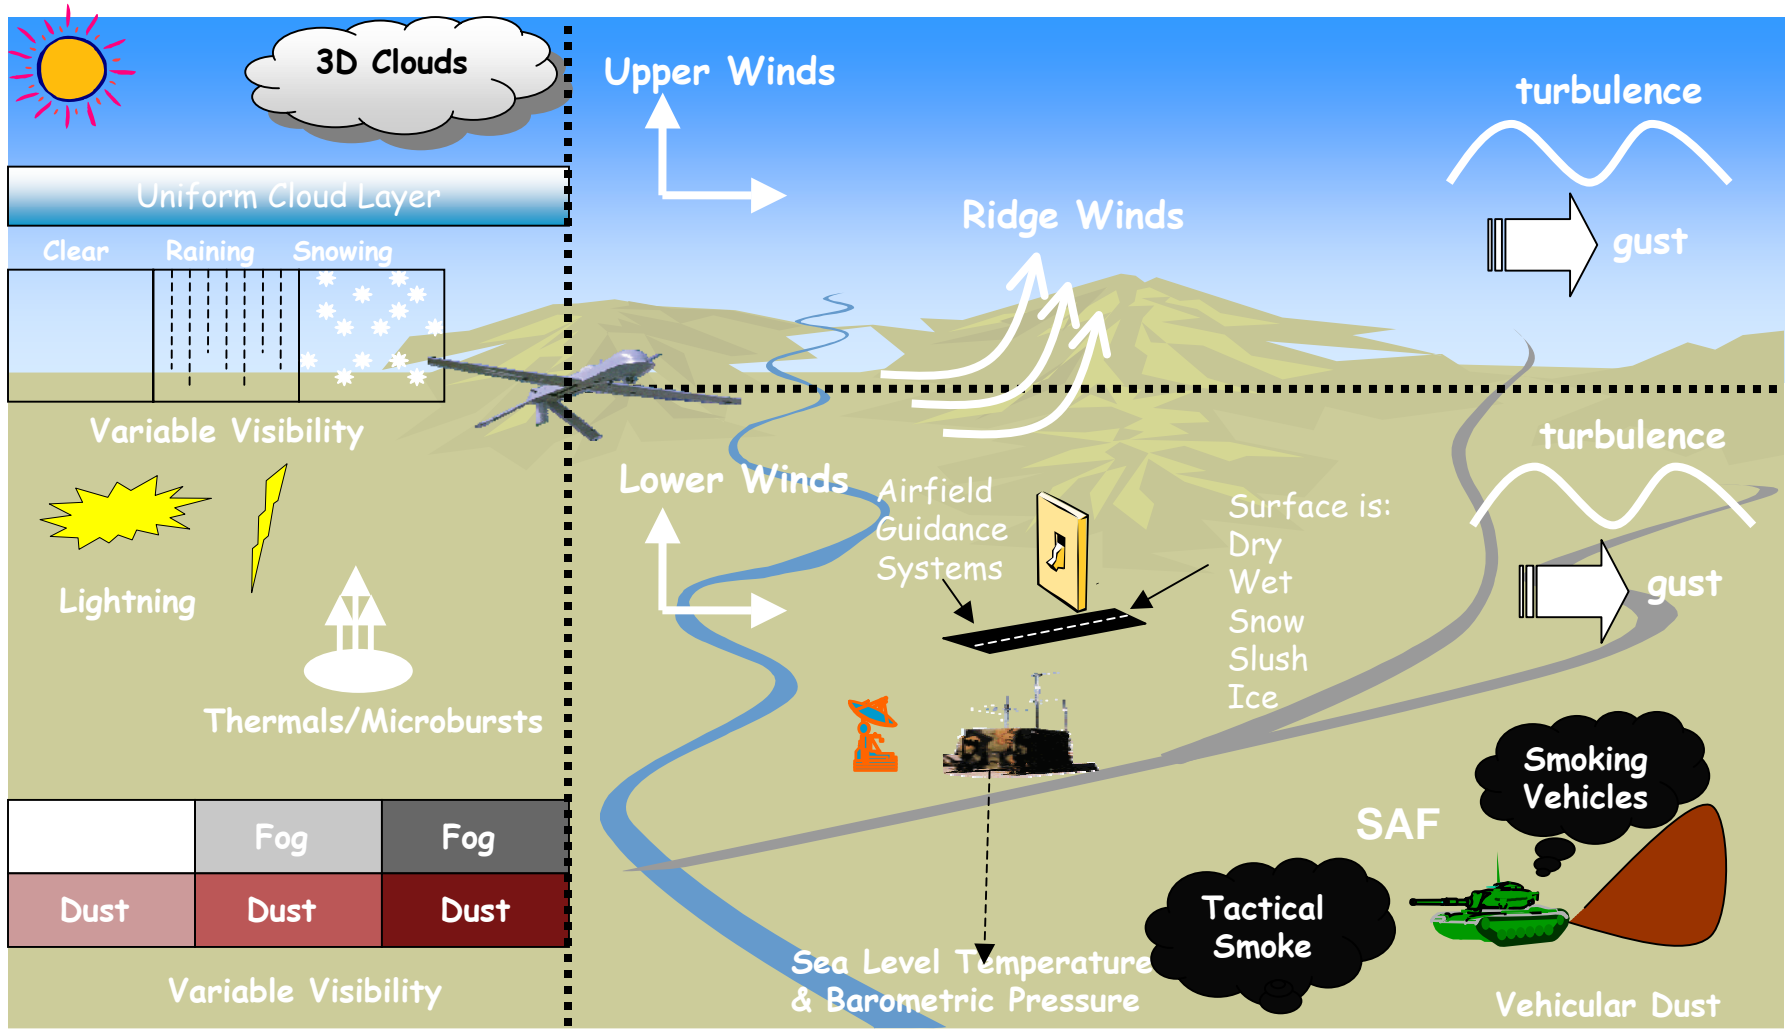 3D Clouds
Uniform Cloud Layer
Clear
Raining
Snowing
Variable Visibility
Lightning
Thermals/Microbursts
Fog
Fog
Dust
Dust
Dust
Variable Visibility
Upper Winds
Ridge Winds
turbulence
gust
Lower Winds
Airfield
Guidance
Systems
Surface is:
Dry
Wet
Snow
Slush
Ice
turbulence
gust
SAF
Smoking
Vehicles
Tactical
Smoke
Sea Level Temperature
& Barometric Pressure
Vehicular Dust